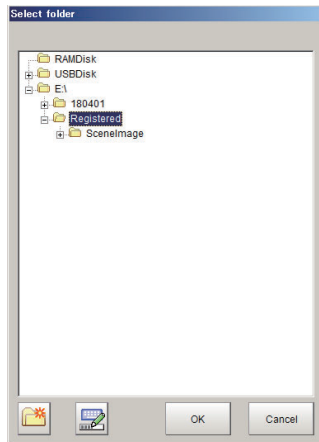 Select folder
RAMDisk
USBDisk
E:\
180401
Registered
SceneImage
OK
Cancel